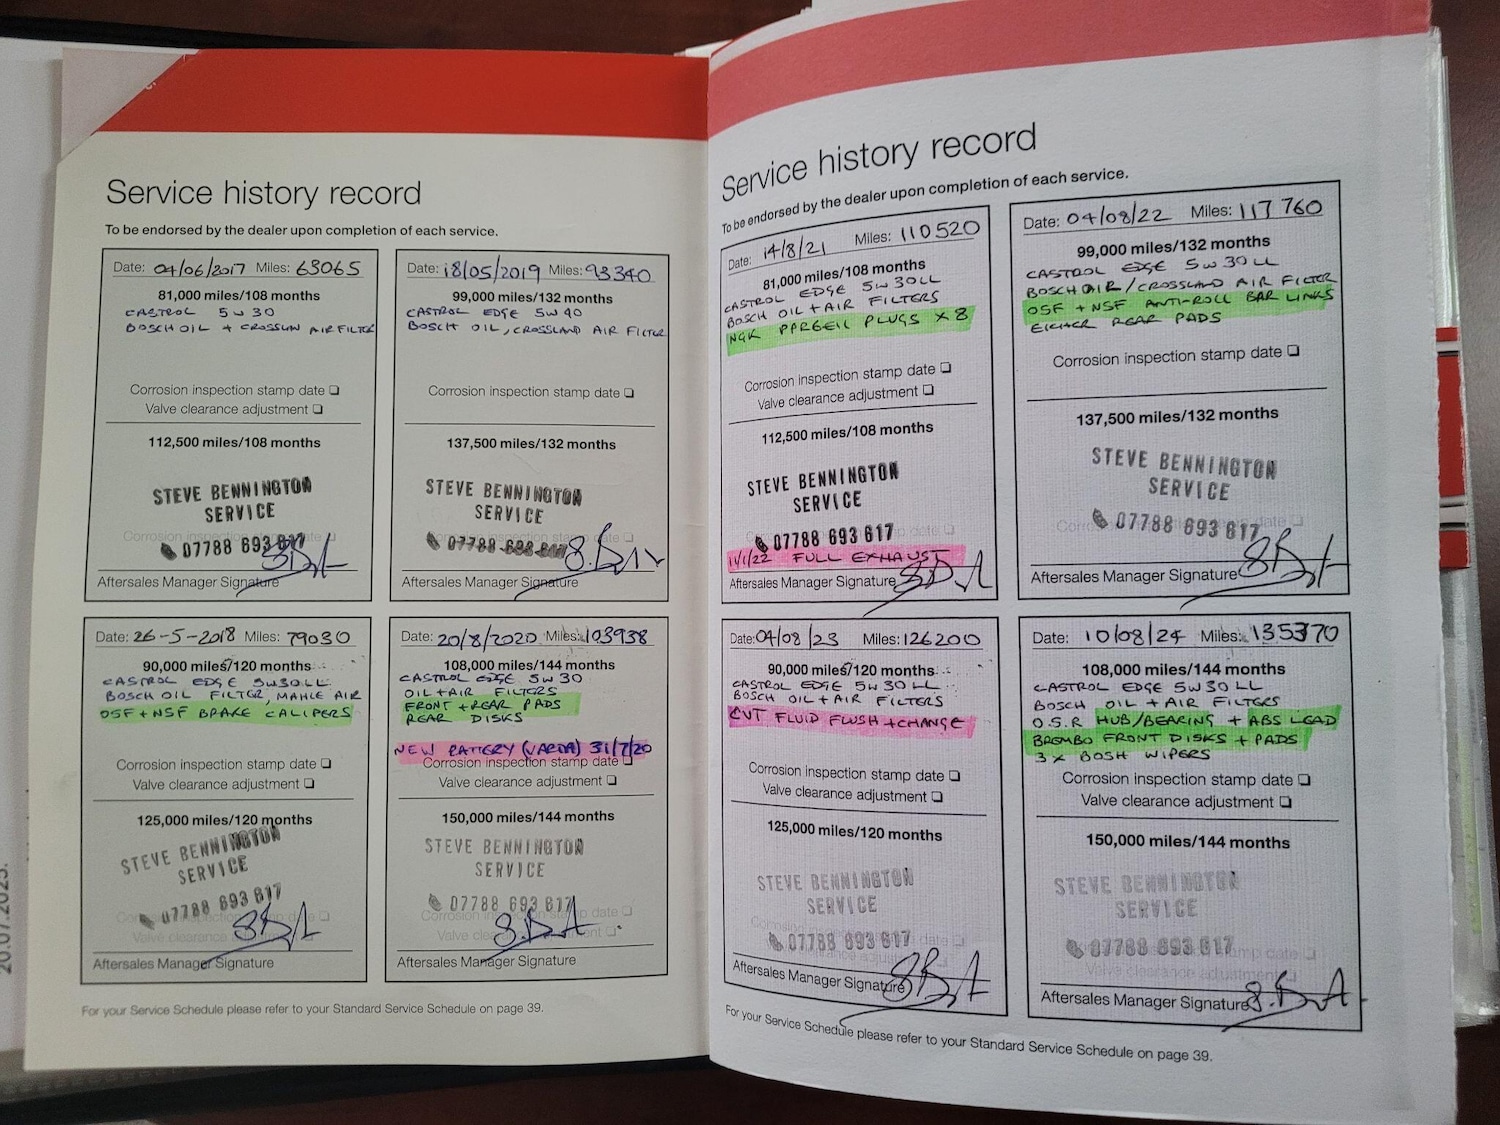 Service history record
To be endorsed by the dealer upon completion of each service.
Date: 04/06/2017 Miles: 63065
81,000 miles/108 months
CASTROL 5W30
BOSCH OIL + CROSSLAN AIR FILTER
Corrosion inspection stamp date
Valve clearance adjustment
112,500 miles/108 months
STEVE BENNINGTON
SERVICE
07788 693 617
Aftersales Manager Signature
Date: 18/05/2019 Miles: 93340
99,000 miles/132 months
CASTROL EDGE 5W40
BOSCH OIL, CROSSLAND AIR FILTER
Corrosion inspection stamp date
137,500 miles/132 months
STEVE BENNINGTON
SERVICE
07788 693 617
Aftersales Manager Signature
Date: 26-5-2018 Miles: 79030
90,000 miles/120 months
CASTROL EDGE 5W30LL
BOSCH OIL FILTER, MAHLE AIR
OSF + NSF BRAKE CALIPERS
Corrosion inspection stamp date
Valve clearance adjustment
125,000 miles/120 months
STEVE BENNINGTON
SERVICE
07788 693 617
Valve clearance
Aftersales Manager Signature
Date: 20/8/2020 Miles: 103938
108,000 miles/144 months
CASTROL EDGE 5W30
OIL + AIR FILTERS
FRONT + REAR PADS
REAR DISKS
NEW BATTERY (VARDA) 31/7/20
Corrosion inspection stamp date
Valve clearance adjustment
150,000 miles/144 months
STEVE BENNINGTON
SERVICE
07788 693 617
Aftersales Manager Signature
For your Service Schedule please refer to your Standard Service Schedule on page 39.
Service history record
To be endorsed by the dealer upon completion of each service.
Date: 14/8/21 Miles: 110520
81,000 miles/108 months
CASTROL EDGE 5W30LL
BOSCH OIL + AIR FILTERS
NGK PPR6EIL PLUGS X 8
Corrosion inspection stamp date
Valve clearance adjustment
112,500 miles/108 months
STEVE BENNINGTON
SERVICE
07788 693 617
11/1/22 FULL EXHAUST
Aftersales Manager Signature
Date: 04/08/22 Miles: 117760
99,000 miles/132 months
CASTROL EDGE 5W30LL
BOSCH AIR/CROSSLAND AIR FILTER
OSF + NSF ANTI-ROLL BAR LINKS
EICHER REAR PADS
Corrosion inspection stamp date
137,500 miles/132 months
STEVE BENNINGTON
SERVICE
07788 693 617
Aftersales Manager Signature
Date: 04/08/23 Miles: 126200
90,000 miles/120 months
CASTROL EDGE 5W30LL
BOSCH OIL + AIR FILTERS
CVT FLUID FLUSH + CHANGE
Corrosion inspection stamp date
Valve clearance adjustment
125,000 miles/120 months
STEVE BENNINGTON
SERVICE
07788 693 617
Aftersales Manager Signature
Date: 10/08/24 Miles: 135370
108,000 miles/144 months
CASTROL EDGE 5W30LL
BOSCH OIL + AIR FILTERS
O.S.R HUB/BEARING + ABS LEAD
BREMBO FRONT DISKS + PADS
3x BOSH WIPERS
Corrosion inspection stamp date
Valve clearance adjustment
150,000 miles/144 months
STEVE BENNINGTON
SERVICE
07788 693 617
Aftersales Manager Signature
For your Service Schedule please refer to your Standard Service Schedule on page 39.